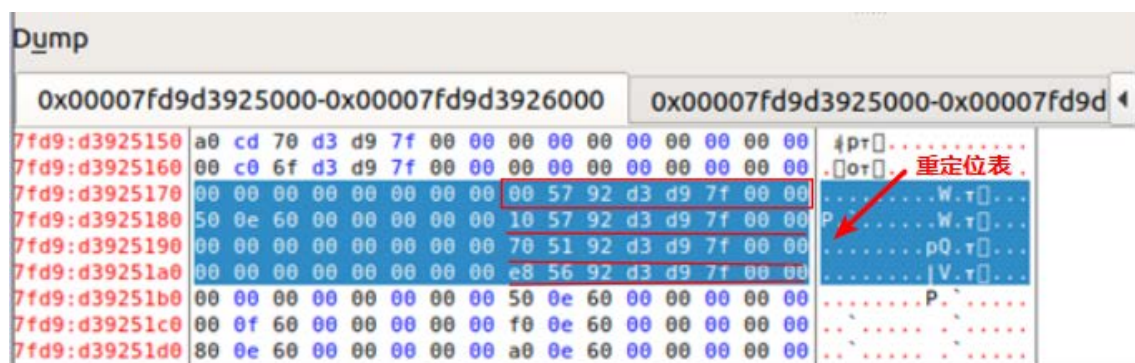 Dump
0x00007fd9d3925000-0x00007fd9d3926000 0x00007fd9d3925000-0x00007fd9d
7fd9:d3925150 a0 cd 70 d3 d9 7f 00 00 00 00 00 00 00 00 00 00
7fd9:d3925160 00 c0 6f d3 d9 7f 00 00 00 00 00 00 00 00 00 00
重定位表
7fd9:d3925170 00 00 00 00 00 00 00 00 00 57 92 d3 d9 7f 00 00 .........W.т▯...
7fd9:d3925180 50 0e 60 00 00 00 00 00 10 57 92 d3 d9 7f 00 00 P.`......W.т▯...
7fd9:d3925190 00 00 00 00 00 00 00 00 70 51 92 d3 d9 7f 00 00 ........pQ.т▯...
7fd9:d39251a0 00 00 00 00 00 00 00 00 e8 56 92 d3 d9 7f 00 00 ........|V.т▯...
7fd9:d39251b0 00 00 00 00 00 00 00 00 50 0e 60 00 00 00 00 00 ........P.`.....
7fd9:d39251c0 00 0f 60 00 00 00 00 00 f0 0e 60 00 00 00 00 00
7fd9:d39251d0 80 0e 60 00 00 00 00 00 a0 0e 60 00 00 00 00 00